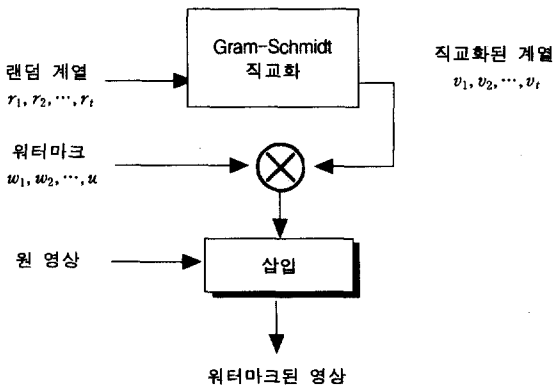 Gram-Schmidt
직교화
랜덤 계열
r₁, r₂, ⋯, rₜ
직교화된 계열
v₁, v₂, ⋯, vₜ
워터마크
w₁, w₂, ⋯, u
원 영상
삽입
워터마크된 영상